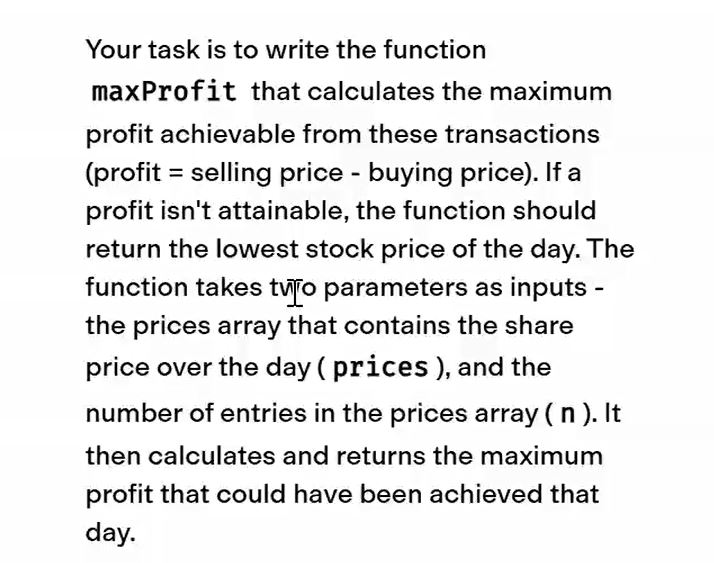 Your task is to write the function
maxProfit that calculates the maximum
profit achievable from these transactions
(profit = selling price - buying price). If a
profit isn't attainable, the function should
return the lowest stock price of the day. The
function takes two parameters as inputs -
the prices array that contains the share
price over the day ( prices ), and the
number of entries in the prices array ( n ). It
then calculates and returns the maximum
profit that could have been achieved that
day.